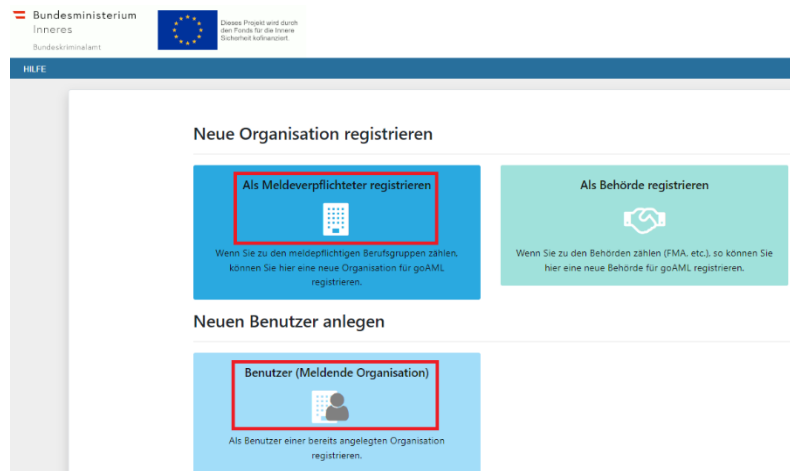 Bundesministerium
Inneres
Bundeskriminalamt
Dieses Projekt wird durch
den Fonds für die Innere
Sicherheit kofinanziert.
HILFE
Neue Organisation registrieren
Als Meldeverpflichteter registrieren
Wenn Sie zu den meldepflichtigen Berufsgruppen zählen,
können Sie hier eine neue Organisation für goAML
registrieren.
Als Behörde registrieren
Wenn Sie zu den Behörden zählen (FMA, etc.), so können Sie
hier eine neue Behörde für goAML registrieren.
Neuen Benutzer anlegen
Benutzer (Meldende Organisation)
Als Benutzer einer bereits angelegten Organisation
registrieren.